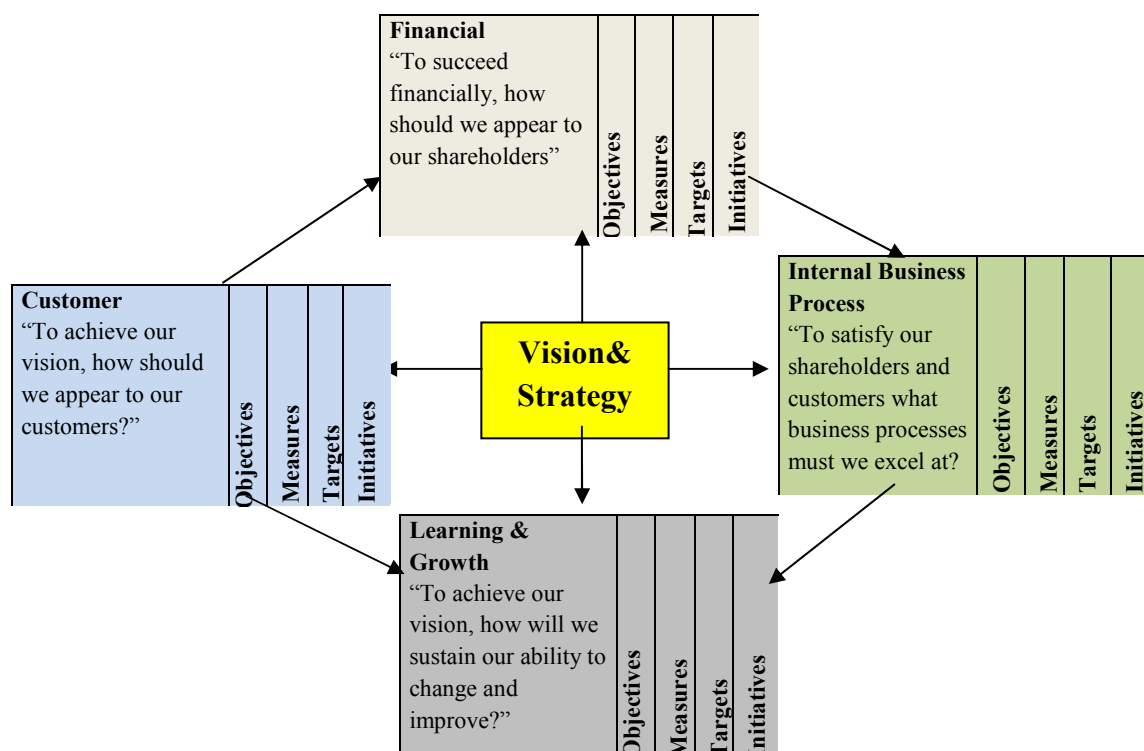 Financial
“To succeed
financially, how
should we appear to
our shareholders”
Objectives
Measures
Targets
Initiatives
Customer
“To achieve our
vision, how should
we appear to our
customers?”
Objectives
Measures
Targets
Initiatives
Vision&
Strategy
Internal Business
Process
“To satisfy our
shareholders and
customers what
business processes
must we excel at?
Objectives
Measures
Targets
Initiatives
Learning &
Growth
“To achieve our
vision, how will we
sustain our ability to
change and
improve?”
Objectives
Measures
Targets
Initiatives